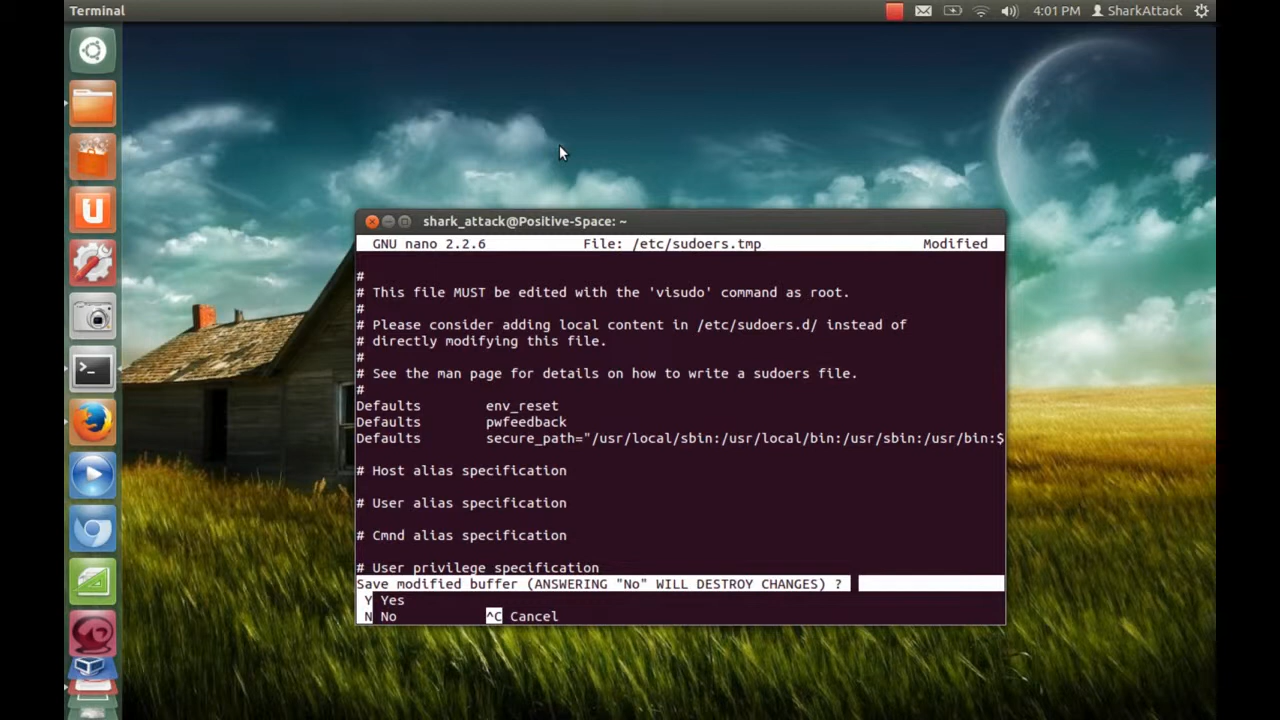 Terminal
4:01 PM
SharkAttack
shark_attack@Positive-Space: ~
GNU nano 2.2.6 File: /etc/sudoers.tmp Modified
#
# This file MUST be edited with the 'visudo' command as root.
#
# Please consider adding local content in /etc/sudoers.d/ instead of
# directly modifying this file.
#
# See the man page for details on how to write a sudoers file.
#
Defaults env_reset
Defaults pwfeedback
Defaults secure_path="/usr/local/sbin:/usr/local/bin:/usr/sbin:/usr/bin:$
# Host alias specification
# User alias specification
# Cmnd alias specification
# User privilege specification
Save modified buffer (ANSWERING "No" WILL DESTROY CHANGES) ?
Y Yes
N No ^C Cancel